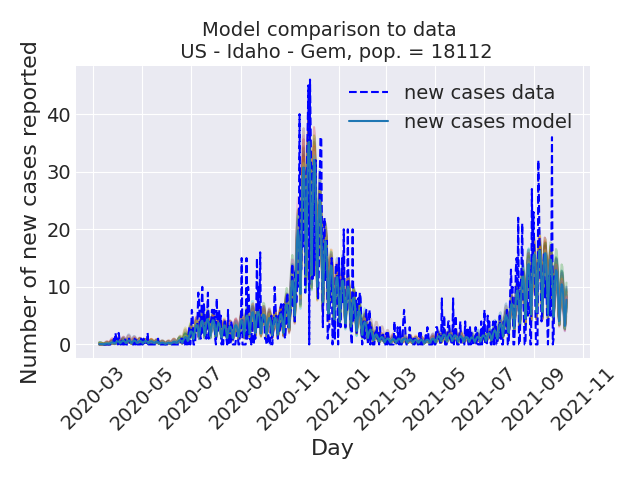 Model comparison to data
US - Idaho - Gem, pop. = 18112
Number of new cases reported
40
30
20
10
0
new cases data
new cases model
2020-03
2020-05
2020-07
2020-09
2020-11
2021-01
2021-03
2021-05
2021-07
2021-09
2021-11
Day